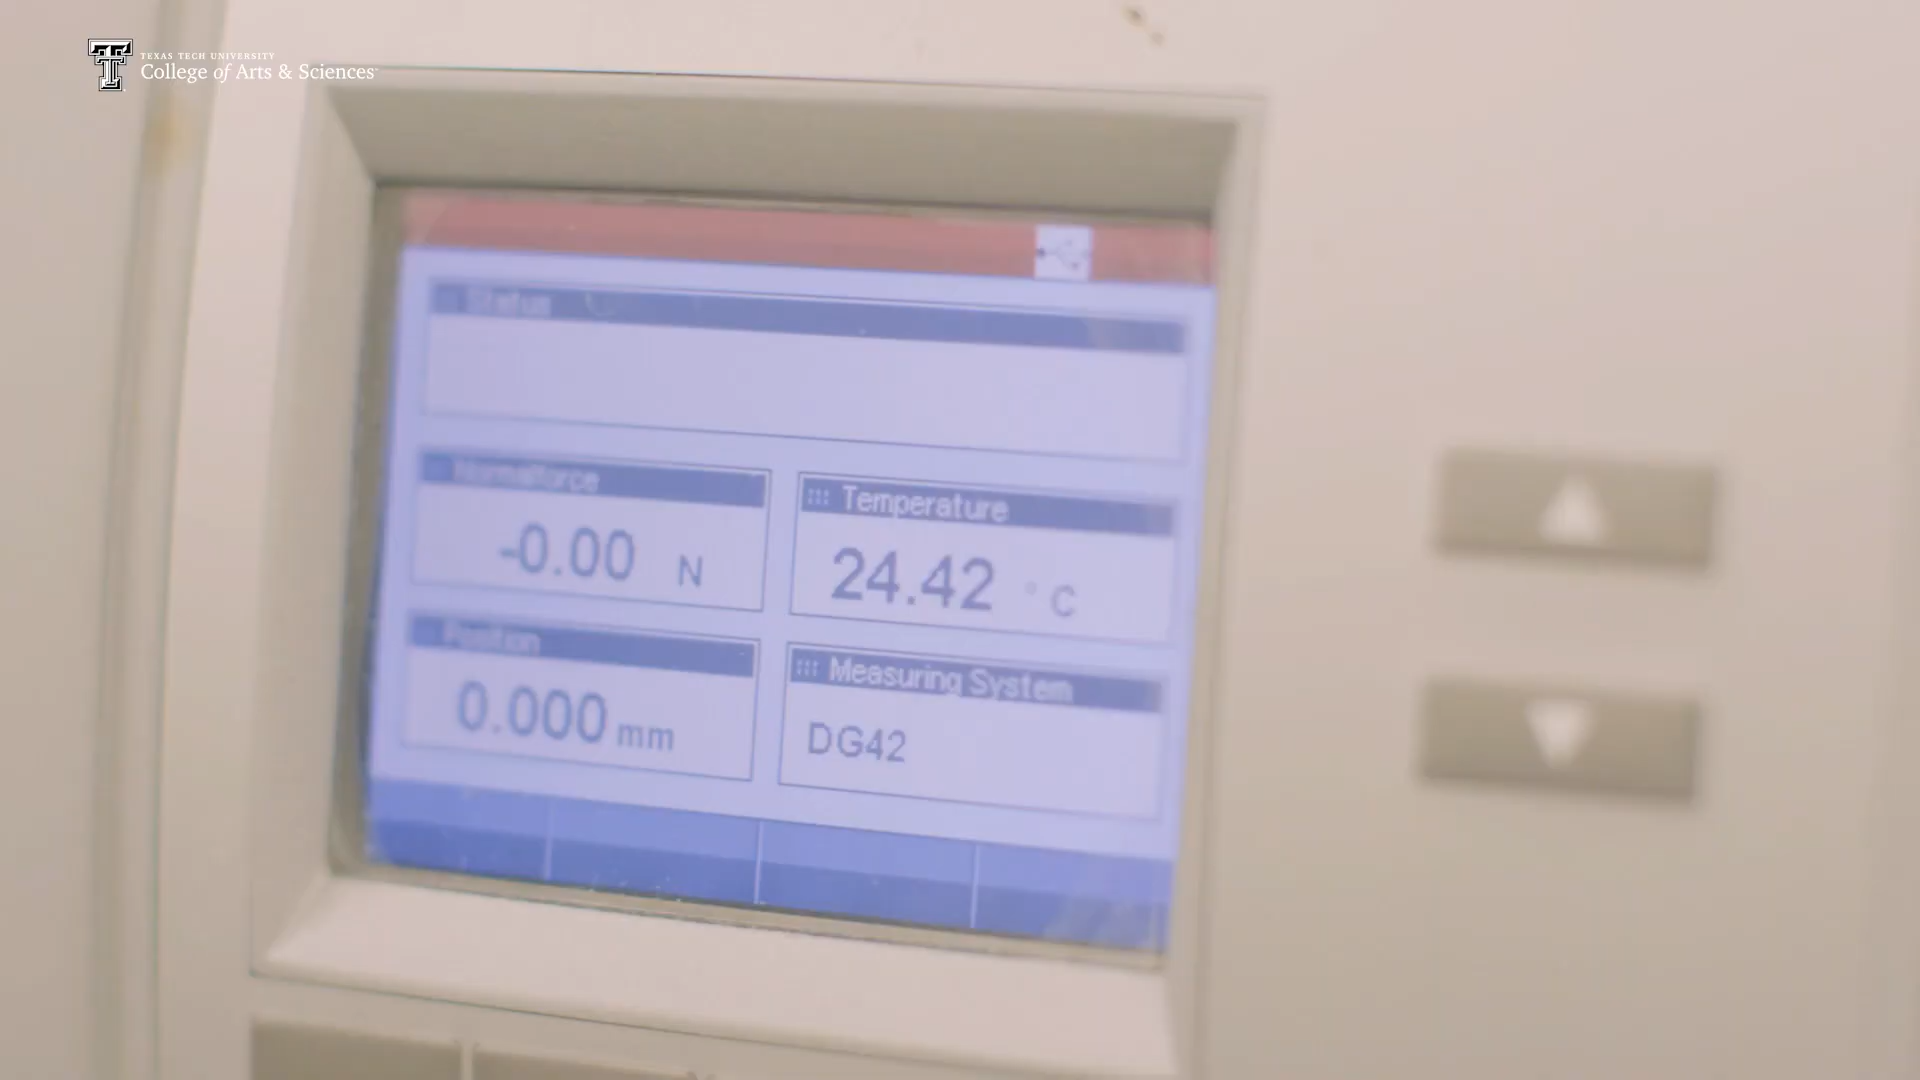 TEXAS TECH UNIVERSITY
College of Arts & Sciences
Status
Normalforce
-0.00 N
Temperature
24.42 ° C
Position
0.000 mm
Measuring System
DG42